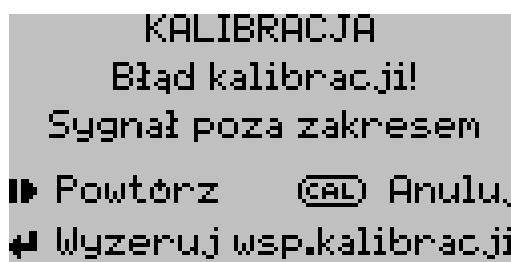 KALIBRACJA
Błąd kalibracji!
Sygnał poza zakresem
Powtórz CAL Anuluj
Wyzeruj wsp.kalibracji